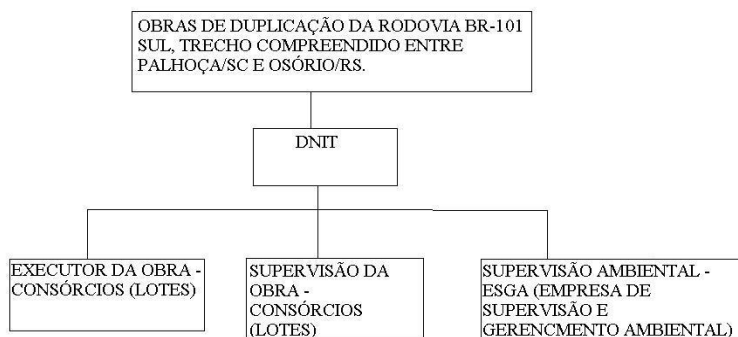 OBRAS DE DUPLICAÇÃO DA RODOVIA BR-101
SUL, TRECHO COMPREENDIDO ENTRE
PALHOÇA/SC E OSÓRIO/RS.
DNIT
EXECUTOR DA OBRA -
CONSÓRCIOS (LOTES)
SUPERVISÃO DA
OBRA -
CONSÓRCIOS
(LOTES)
SUPERVISÃO AMBIENTAL -
ESGA (EMPRESA DE
SUPERVISÃO E
GERENCMENTO AMBIENTAL)